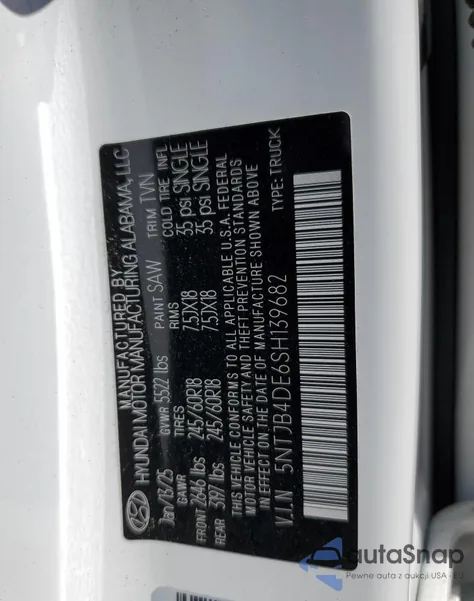 MANUFACTURED BY
HYUNDAI MOTOR MANUFACTURING ALABAMA, LLC
Jan/13/25 GVWR 5522 lbs PAINT SAW TRIM TVN
GAWR TIRES RIMS COLD TIRE INFL
FRONT 2646 lbs 245/60R18 7.5JX18 35 psi SINGLE
REAR 3197 lbs 245/60R18 7.5JX18 35 psi SINGLE
THIS VEHICLE CONFORMS TO ALL APPLICABLE U.S.A. FEDERAL
MOTOR VEHICLE SAFETY AND THEFT PREVENTION STANDARDS
IN EFFECT ON THE DATE OF MANUFACTURE SHOWN ABOVE
V.I.N. 5NTJB4DE6SH139682 TYPE: TRUCK
autaSnap
Pewne auta z aukcji USA - EU